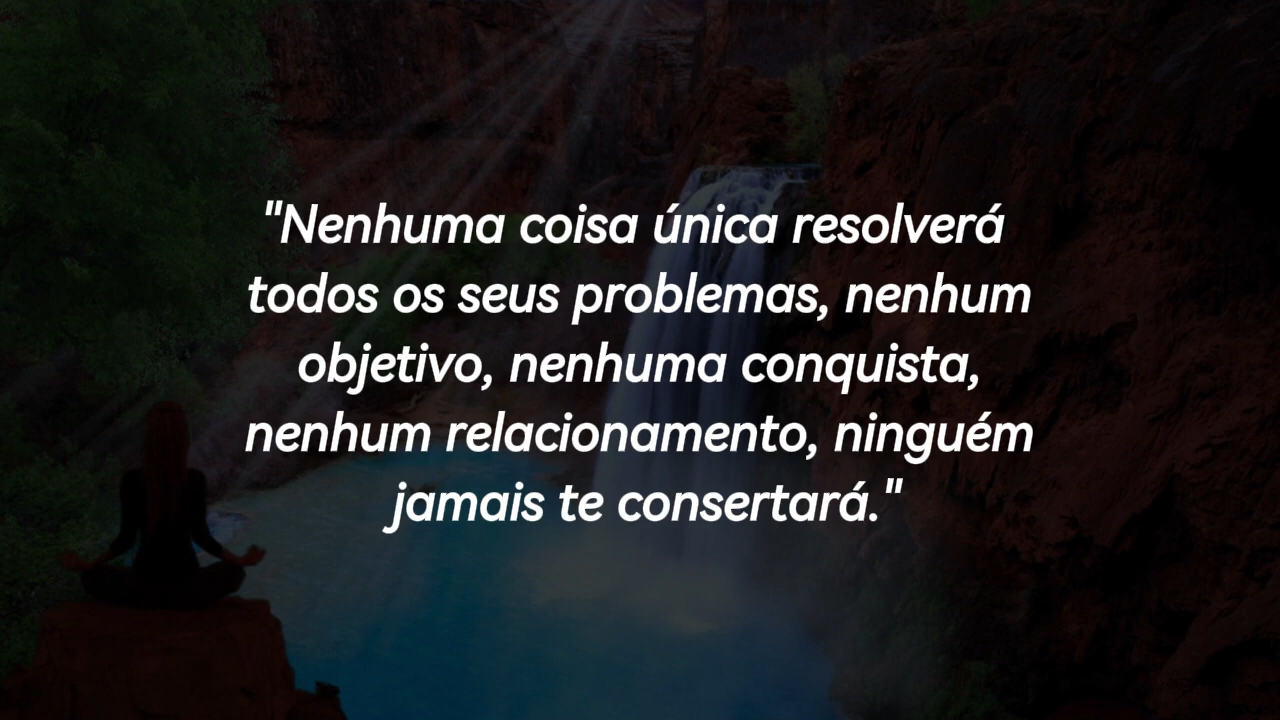 "Nenhuma coisa única resolverá
todos os seus problemas, nenhum
objetivo, nenhuma conquista,
nenhum relacionamento, ninguém
jamais te consertará."